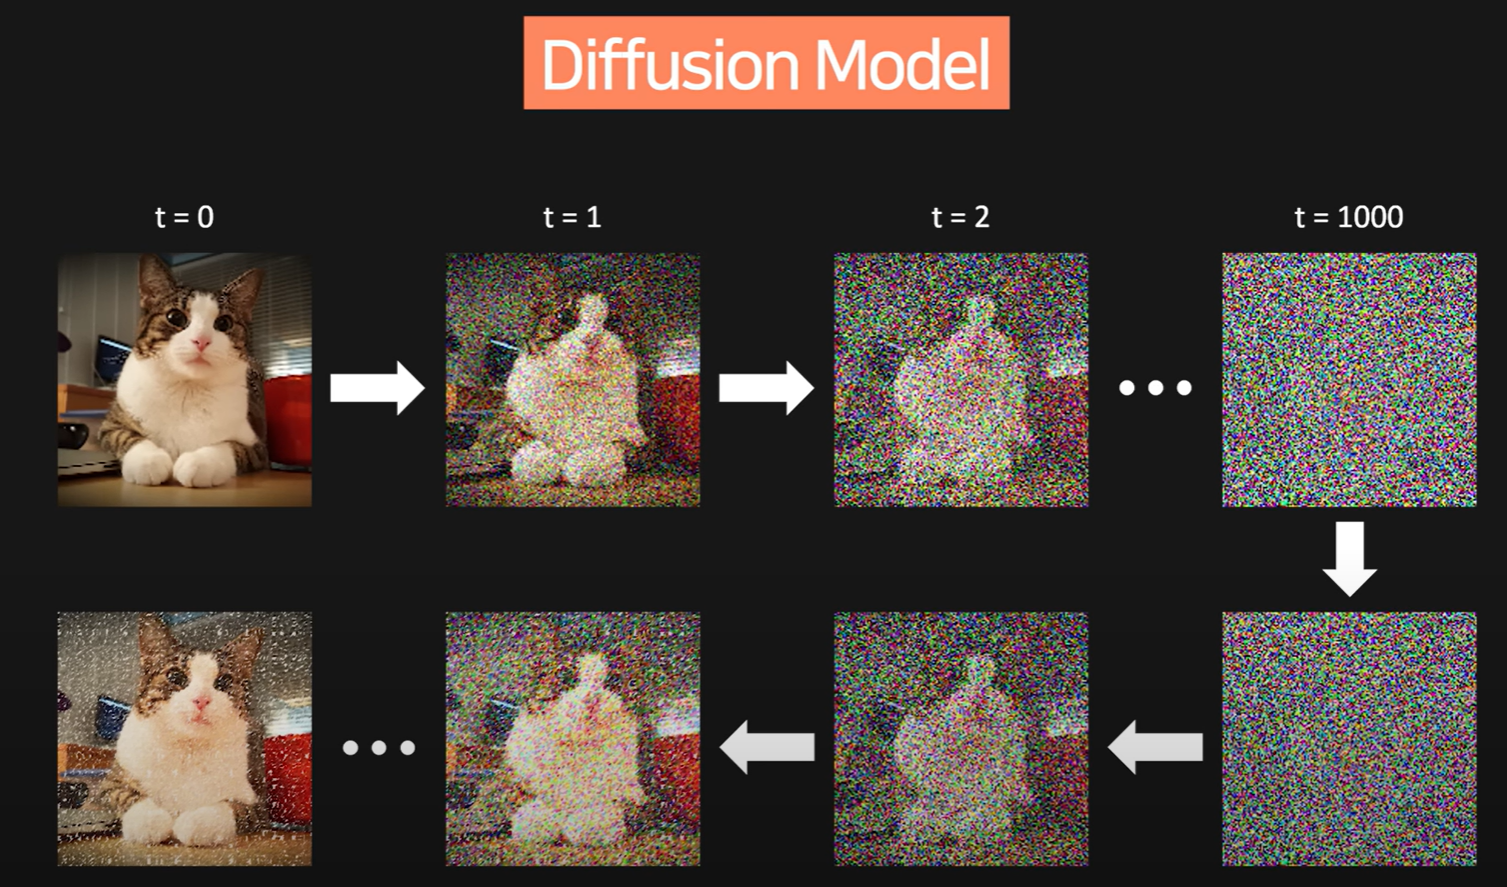 Diffusion Model
t = 0
t = 1
t = 2
t = 1000